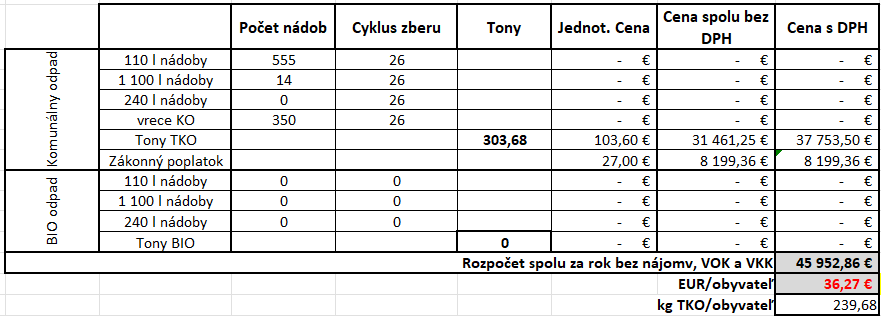 Počet nádob Cyklus zberu Tony Jednot. Cena Cena spolu bez DPH Cena s DPH
Komunálny odpad
110 l nádoby 555 26 - € - € - €
1 100 l nádoby 14 26 - € - € - €
240 l nádoby 0 26 - € - € - €
vrece KO 350 26 - € - € - €
Tony TKO 303,68 103,60 € 31 461,25 € 37 753,50 €
Zákonný poplatok 27,00 € 8 199,36 € 8 199,36 €
BIO odpad
110 l nádoby 0 0 - € - € - €
1 100 l nádoby 0 0 - € - € - €
240 l nádoby 0 0 - € - € - €
Tony BIO 0 - € - € - €
Rozpočet spolu za rok bez nájomv, VOK a VKK 45 952,86 €
EUR/obyvateľ 36,27 €
kg TKO/obyvateľ 239,68